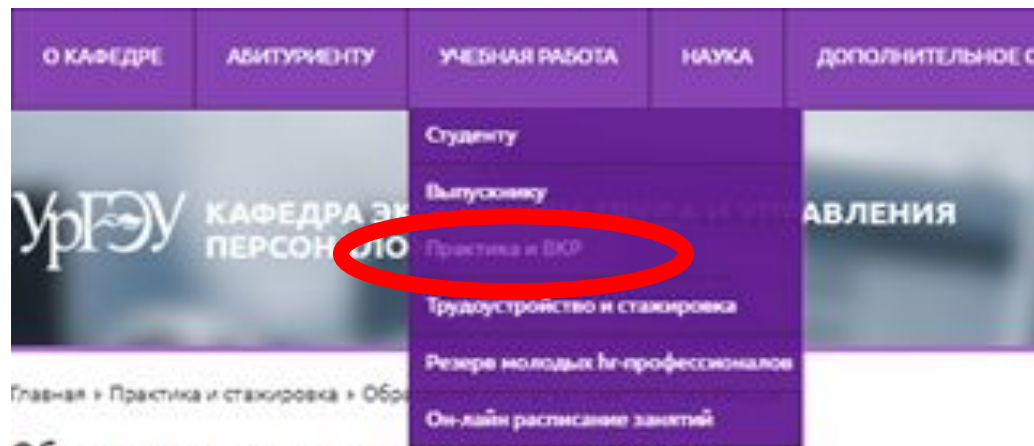 О КАФЕДРЕ АБИТУРИЕНТУ УЧЕБНАЯ РАБОТА НАУКА ДОПОЛНИТЕЛЬНОЕ
Студенту
Выпускнику
УрГЭУ КАФЕДРА АВЛЕНИЯ
Практика и ВКР
Трудоустройство и стажировка
Резерв молодых hr-профессионалов
Главная » Практика и стажировка »
Он-лайн расписание занятий